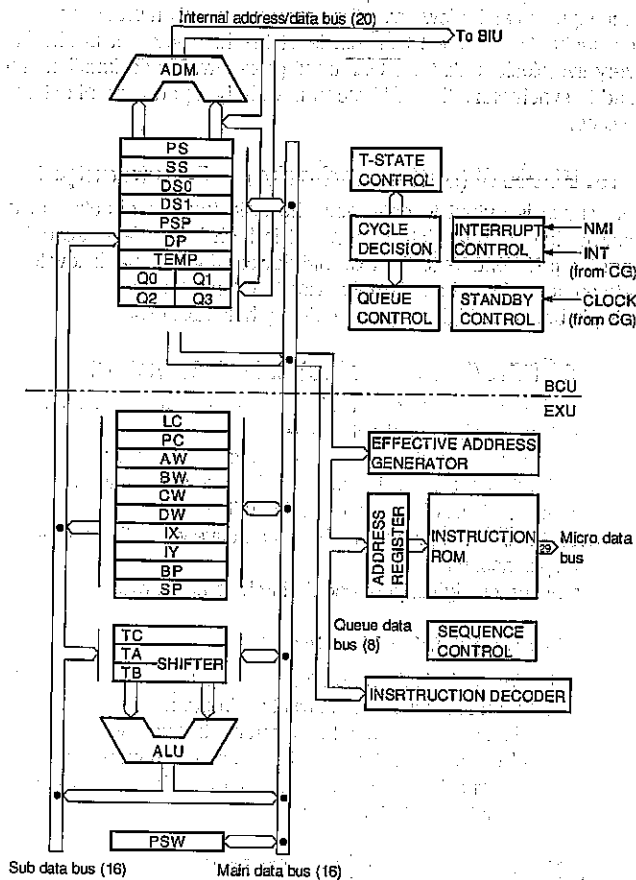 Internal address/data bus (20)
To BIU
ADM
PS
SS
DS0
DS1
PSP
DP
TEMP
Q0 Q1
Q2 Q3
T-STATE
CONTROL
CYCLE
DECISION
QUEUE
CONTROL
INTERRUPT
CONTROL
STANDBY
CONTROL
NMI
INT
(from CG)
CLOCK
(from CG)
BCU
EXU
LC
PC
AW
BW
CW
DW
IX
IY
BP
SP
EFFECTIVE ADDRESS
GENERATOR
ADDRESS
REGISTER
INSTRUCTION
ROM
29
Micro data
bus
Queue data
bus (8)
SEQUENCE
CONTROL
INSRTRUCTION DECODER
TC
TA
TB
SHIFTER
ALU
PSW
Sub data bus (16)
Main data bus (16)